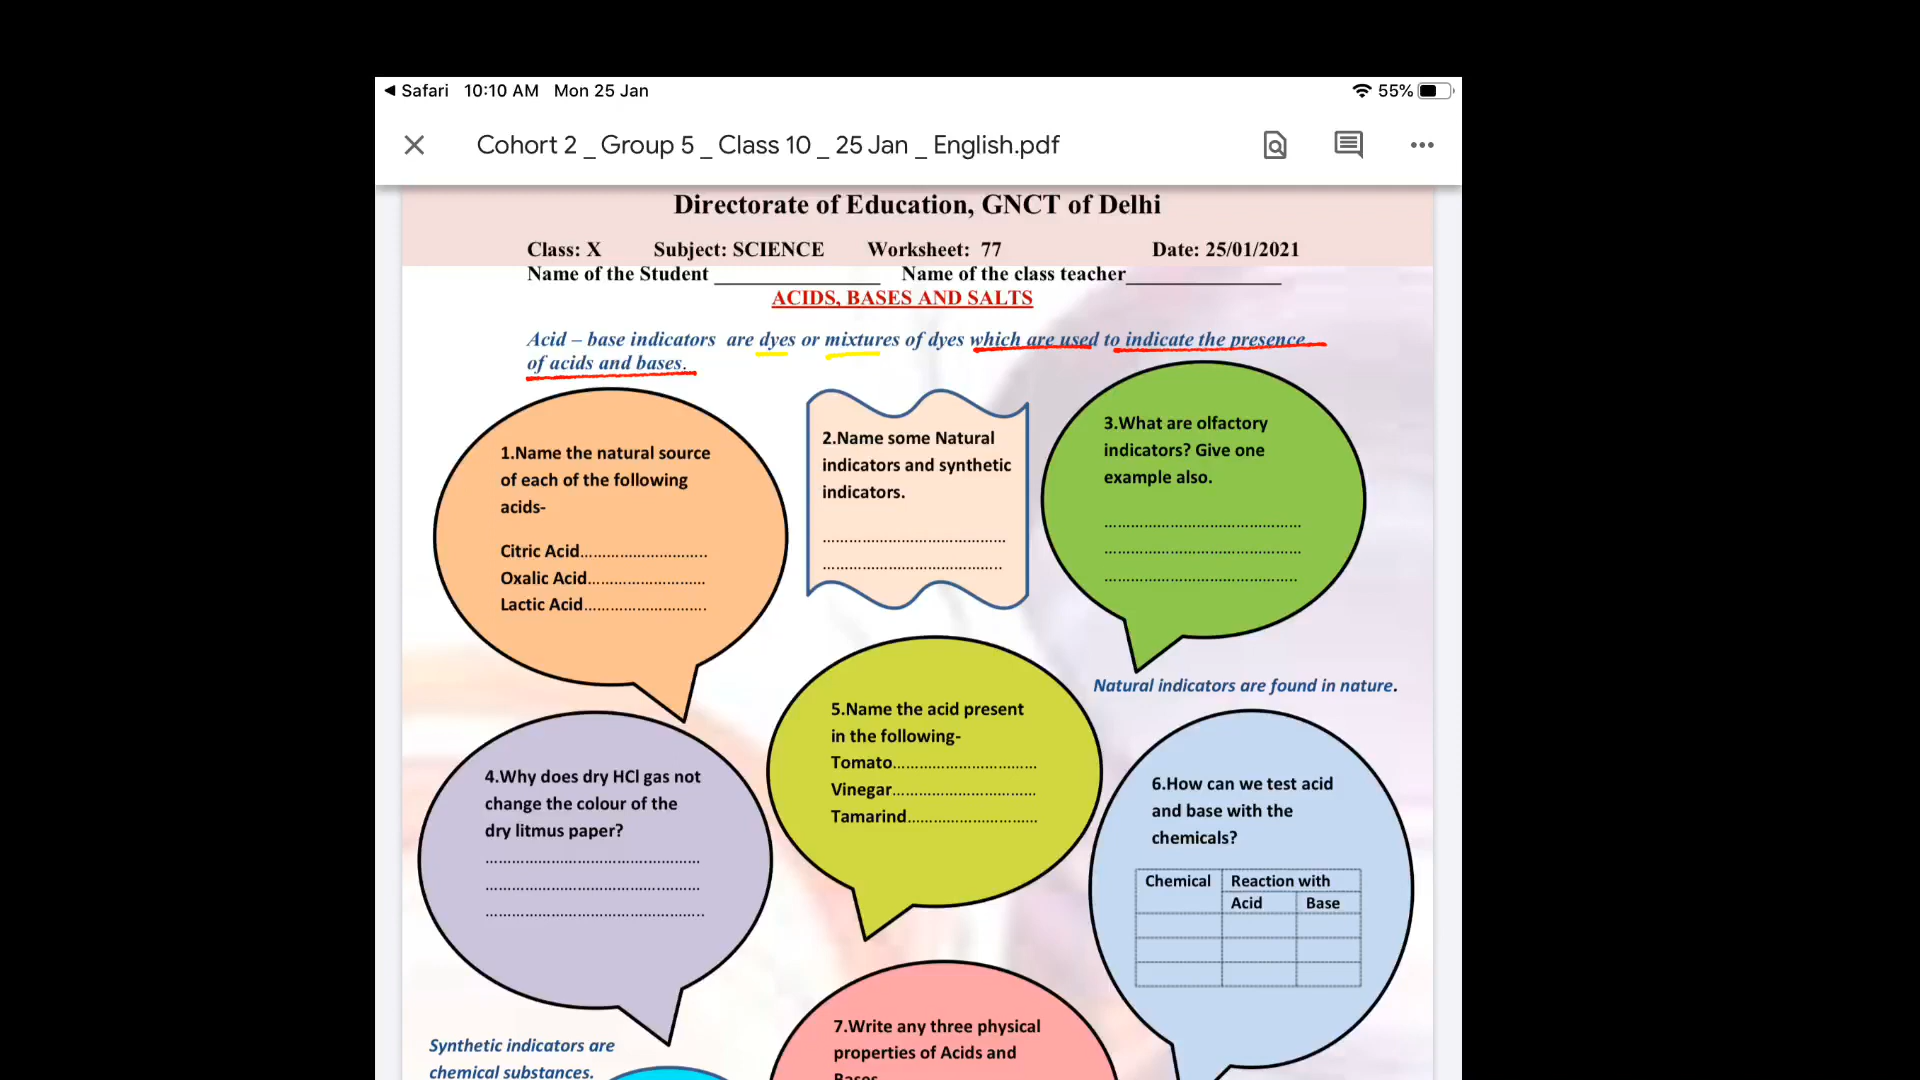 Safari 10:10 AM Mon 25 Jan 55%
Cohort 2 _ Group 5 _ Class 10 _ 25 Jan _ English.pdf
Directorate of Education, GNCT of Delhi
Class: X Subject: SCIENCE Worksheet: 77 Date: 25/01/2021
Name of the Student _______________ Name of the class teacher_______________
ACIDS, BASES AND SALTS
Acid – base indicators are dyes or mixtures of dyes which are used to indicate the presence
of acids and bases.
1.Name the natural source
of each of the following
acids-
Citric Acid...........................
Oxalic Acid.........................
Lactic Acid..........................
2.Name some Natural
indicators and synthetic
indicators.
..........................................
.........................................
3.What are olfactory
indicators? Give one
example also.
.............................................
.............................................
............................................
Natural indicators are found in nature.
4.Why does dry HCl gas not
change the colour of the
dry litmus paper?
.................................................
.................................................
..................................................
5.Name the acid present
in the following-
Tomato.................................
Vinegar.................................
Tamarind..............................
6.How can we test acid
and base with the
chemicals?
Chemical Reaction with
Acid Base
Synthetic indicators are
chemical substances.
7.Write any three physical
properties of Acids and
Bases